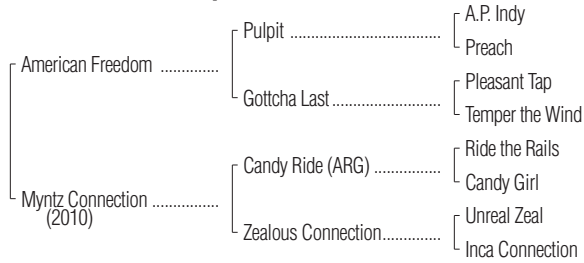 A.P. Indy
Pulpit ........................
Preach
American Freedom ..............
Pleasant Tap
Gottcha Last .................
Temper the Wind
Ride the Rails
Candy Ride (ARG) ................
Candy Girl
Myntz Connection ................
(2010)
Unreal Zeal
Zealous Connection ..............
Inca Connection